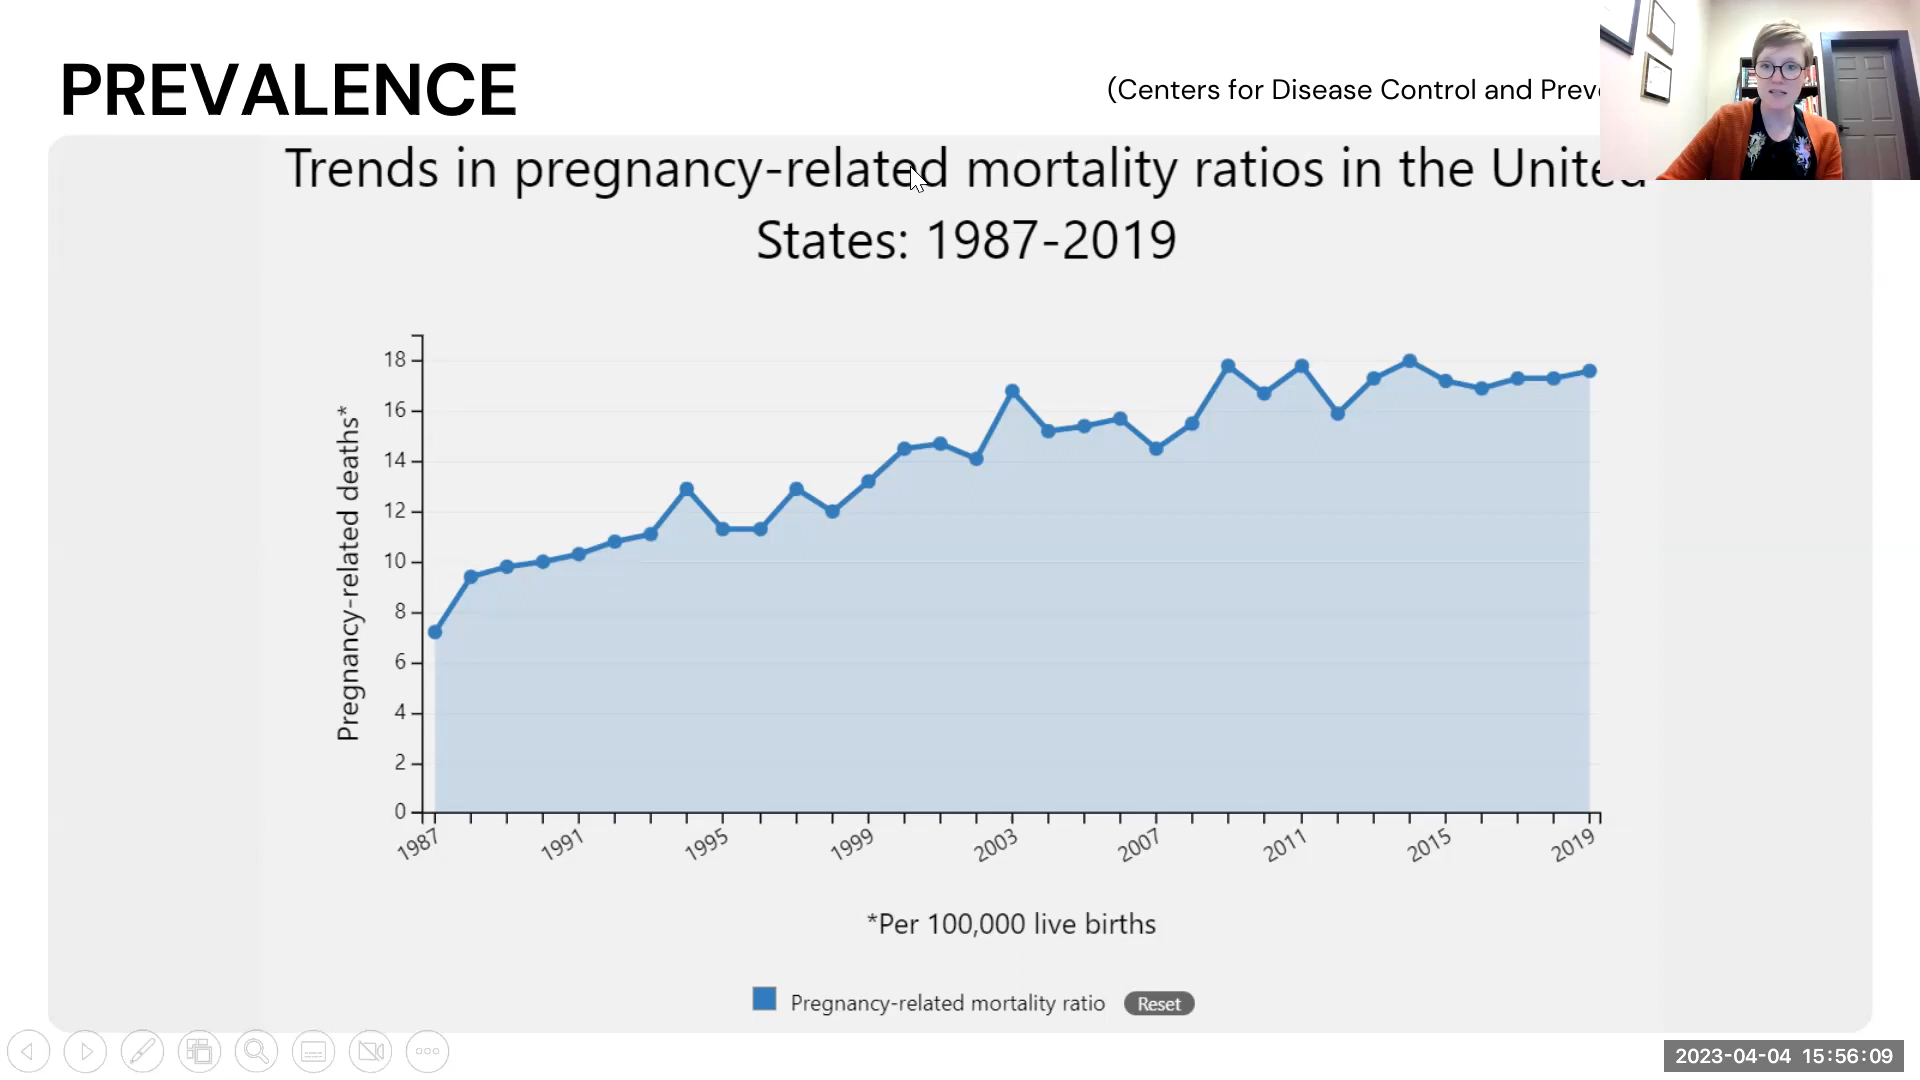 PREVALENCE
(Centers for Disease Control and
Trends in pregnancy-related mortality ratios in the United
States: 1987-2019
Pregnancy-related deaths*
18
16
14
12
10
8
6
4
2
0
1987 1991 1995 1999 2003 2007 2011 2015 2019
*Per 100,000 live births
Pregnancy-related mortality ratio Reset
2023-04-04 15:56:09